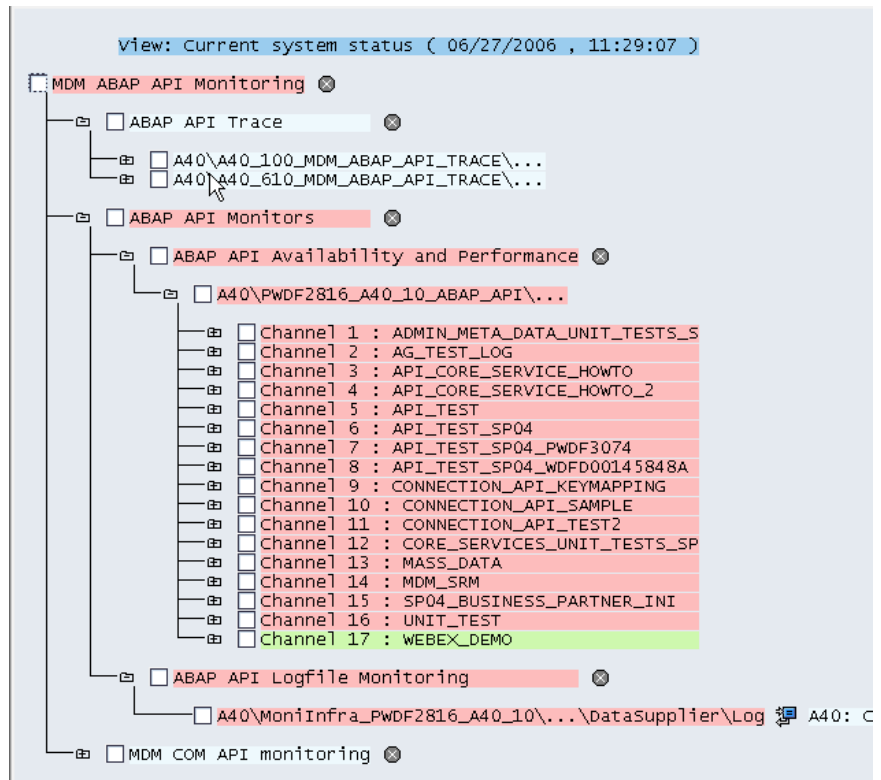 View: Current system status ( 06/27/2006 , 11:29:07 )
MDM ABAP API Monitoring
ABAP API Trace
A40\A40_100_MDM_ABAP_API_TRACE\...
A40\A40_610_MDM_ABAP_API_TRACE\...
ABAP API Monitors
ABAP API Availability and Performance
A40\PWDF2816_A40_10_ABAP_API\...
Channel 1 : ADMIN_META_DATA_UNIT_TESTS_S
Channel 2 : AG_TEST_LOG
Channel 3 : API_CORE_SERVICE_HOWTO
Channel 4 : API_CORE_SERVICE_HOWTO_2
Channel 5 : API_TEST
Channel 6 : API_TEST_SP04
Channel 7 : API_TEST_SP04_PWDF3074
Channel 8 : API_TEST_SP04_WDFD00145848A
Channel 9 : CONNECTION_API_KEYMAPPING
Channel 10 : CONNECTION_API_SAMPLE
Channel 11 : CONNECTION_API_TEST2
Channel 12 : CORE_SERVICES_UNIT_TESTS_SP
Channel 13 : MASS_DATA
Channel 14 : MDM_SRM
Channel 15 : SP04_BUSINESS_PARTNER_INI
Channel 16 : UNIT_TEST
Channel 17 : WEBEX_DEMO
ABAP API Logfile Monitoring
A40\MoniInfra_PWDF2816_A40_10\...\DataSupplier\Log A40:
MDM COM API monitoring